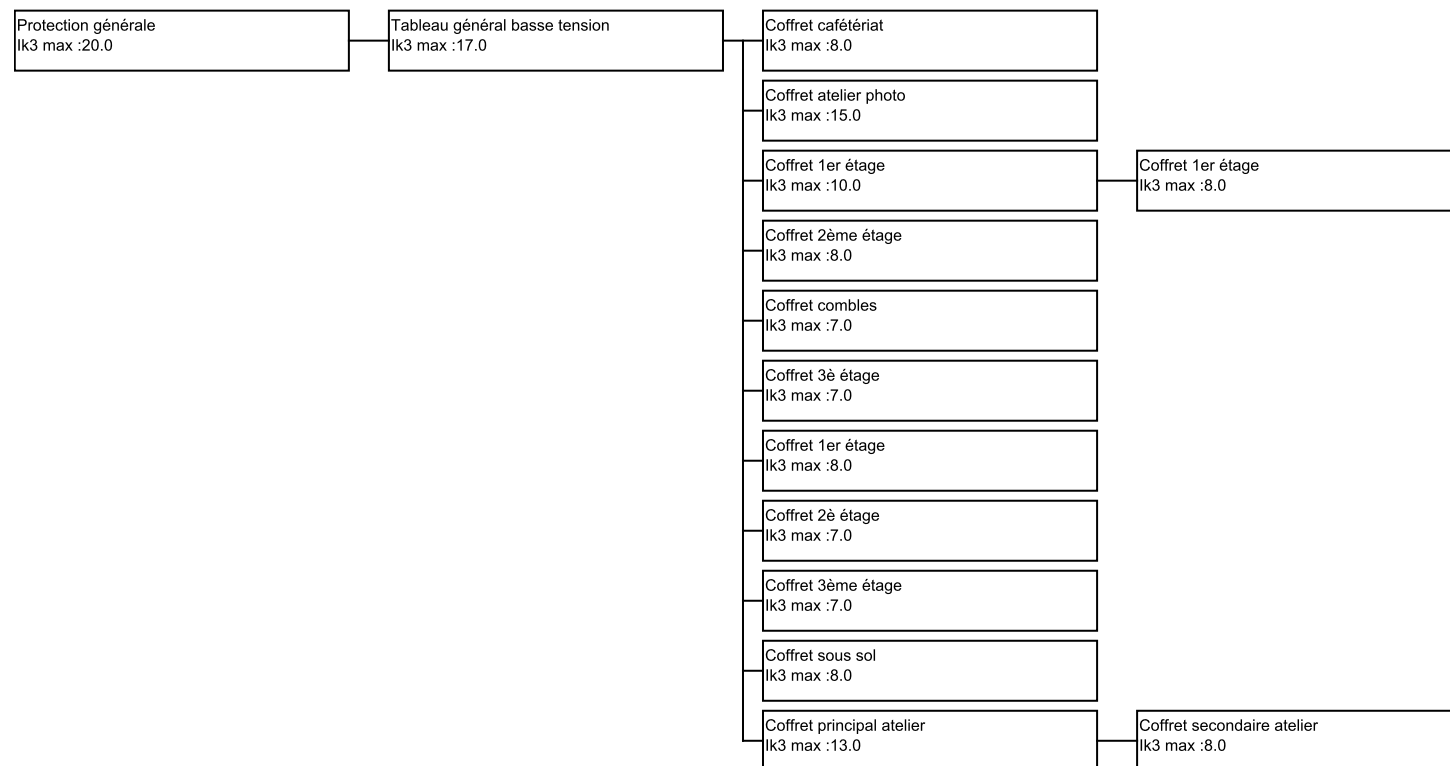 Protection générale
Ik3 max :20.0
Tableau général basse tension
Ik3 max :17.0
Coffret cafétériat
Ik3 max :8.0
Coffret atelier photo
Ik3 max :15.0
Coffret 1er étage
Ik3 max :10.0
Coffret 1er étage
Ik3 max :8.0
Coffret 2ème étage
Ik3 max :8.0
Coffret combles
Ik3 max :7.0
Coffret 3è étage
Ik3 max :7.0
Coffret 1er étage
Ik3 max :8.0
Coffret 2è étage
Ik3 max :7.0
Coffret 3ème étage
Ik3 max :7.0
Coffret sous sol
Ik3 max :8.0
Coffret principal atelier
Ik3 max :13.0
Coffret secondaire atelier
Ik3 max :8.0